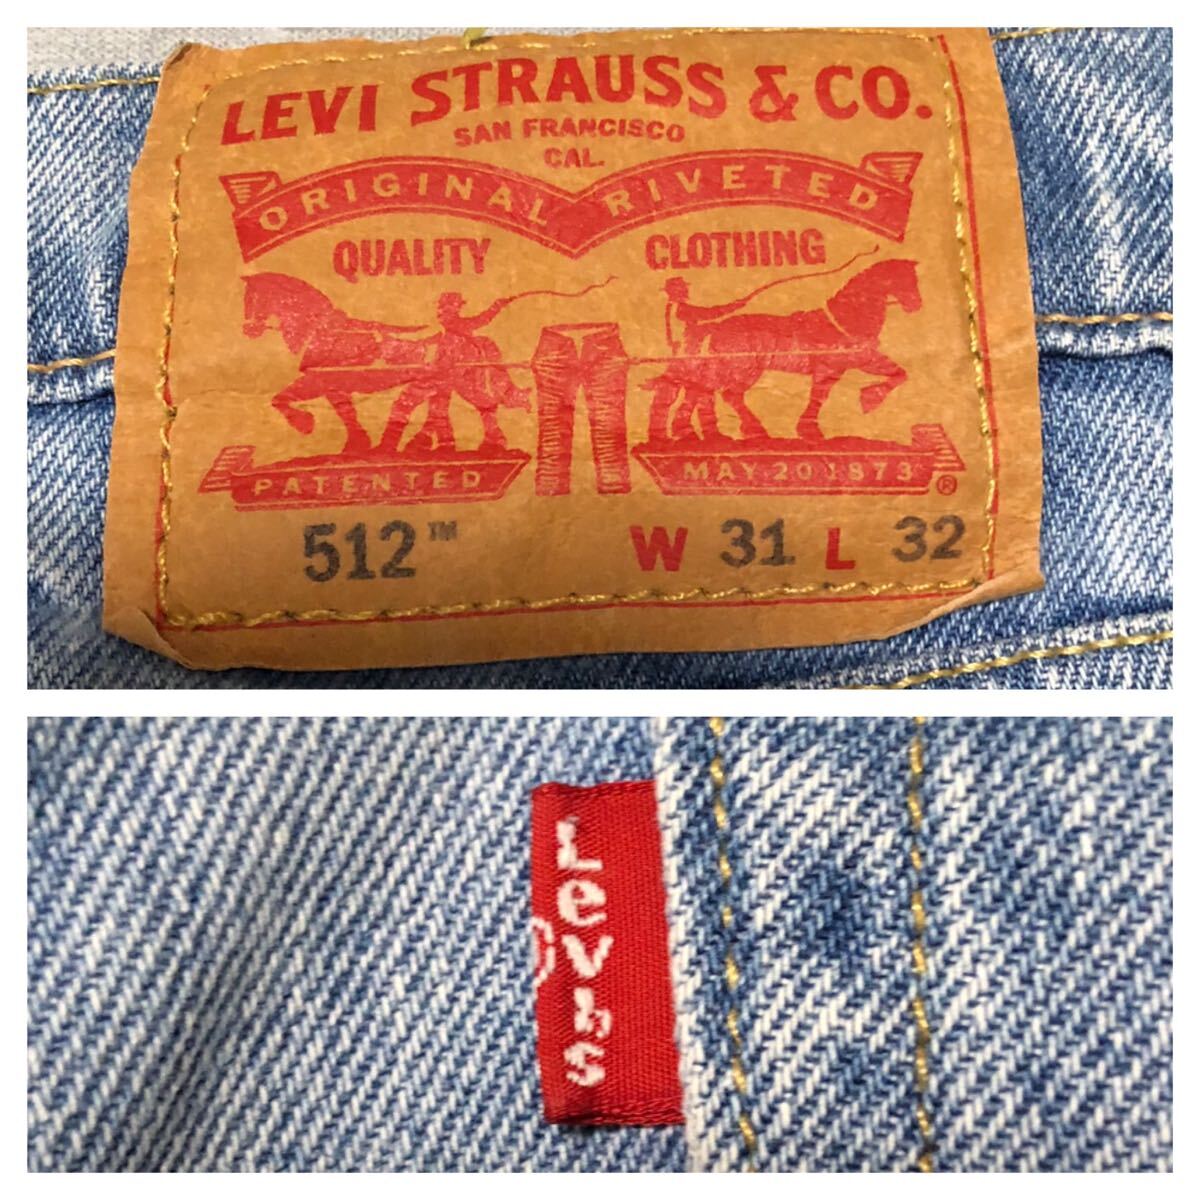 LEVI STRAUSS & CO.
SAN FRANCISCO
CAL.
ORIGINAL RIVETED
QUALITY CLOTHING
PATENTED MAY 20 1873 ®
512™ W 31 L 32
Levi's